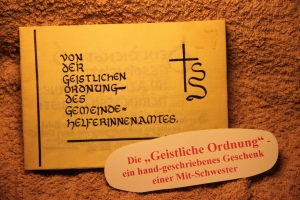 VON
DER
GEISTLICHEN
ORDNUNG
DES
GEMEINDE-
HELFERINNENAMTES.
Die „Geistliche Ordnung“ -
ein hand-geschriebenes Geschenk
einer Mit-Schwester